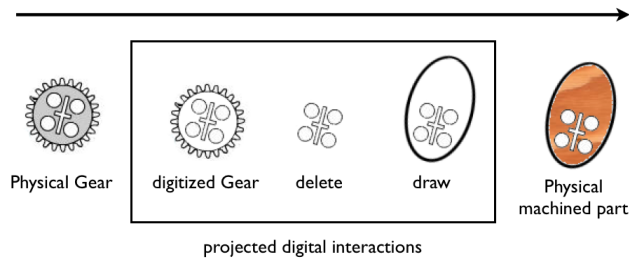 Physical Gear
digitized Gear
delete
draw
Physical
machined part
projected digital interactions